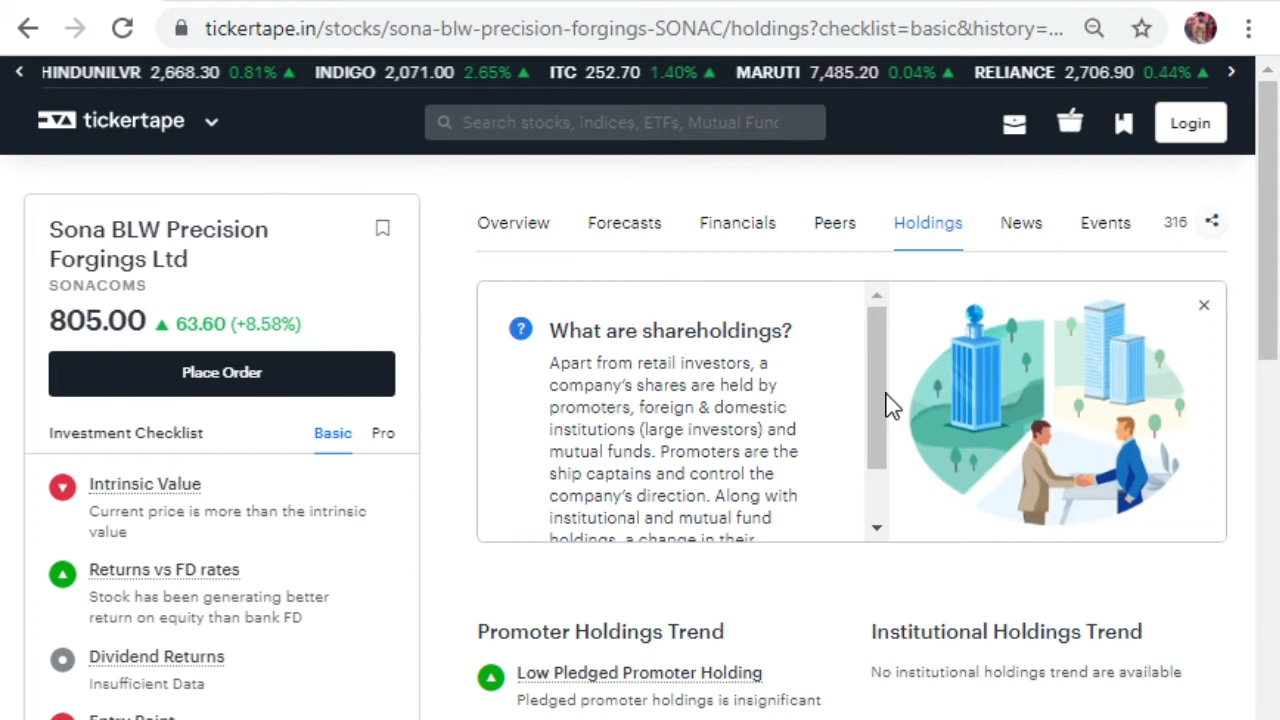 tickertape.in/stocks/sona-blw-precision-forgings-SONAC/holdings?checklist=basic&history=...
HINDUNILVR 2,668.30 0.81% ▲ INDIGO 2,071.00 2.65% ▲ ITC 252.70 1.40% ▲ MARUTI 7,485.20 0.04% ▲ RELIANCE 2,706.90 0.44% ▲
tickertape
Search stocks, indices, ETFs, Mutual Func
Login
Sona BLW Precision
Forgings Ltd
SONACOMS
805.00 ▲ 63.60 (+8.58%)
Place Order
Investment Checklist Basic Pro
Intrinsic Value
Current price is more than the intrinsic
value
Returns vs FD rates
Stock has been generating better
return on equity than bank FD
Dividend Returns
Insufficient Data
Entry Point
Overview Forecasts Financials Peers Holdings News Events 316
? What are shareholdings?
Apart from retail investors, a
company's shares are held by
promoters, foreign & domestic
institutions (large investors) and
mutual funds. Promoters are the
ship captains and control the
company's direction. Along with
institutional and mutual fund
holdings, a change in their
Promoter Holdings Trend
Low Pledged Promoter Holding
Pledged promoter holdings is insignificant
Institutional Holdings Trend
No institutional holdings trend are available